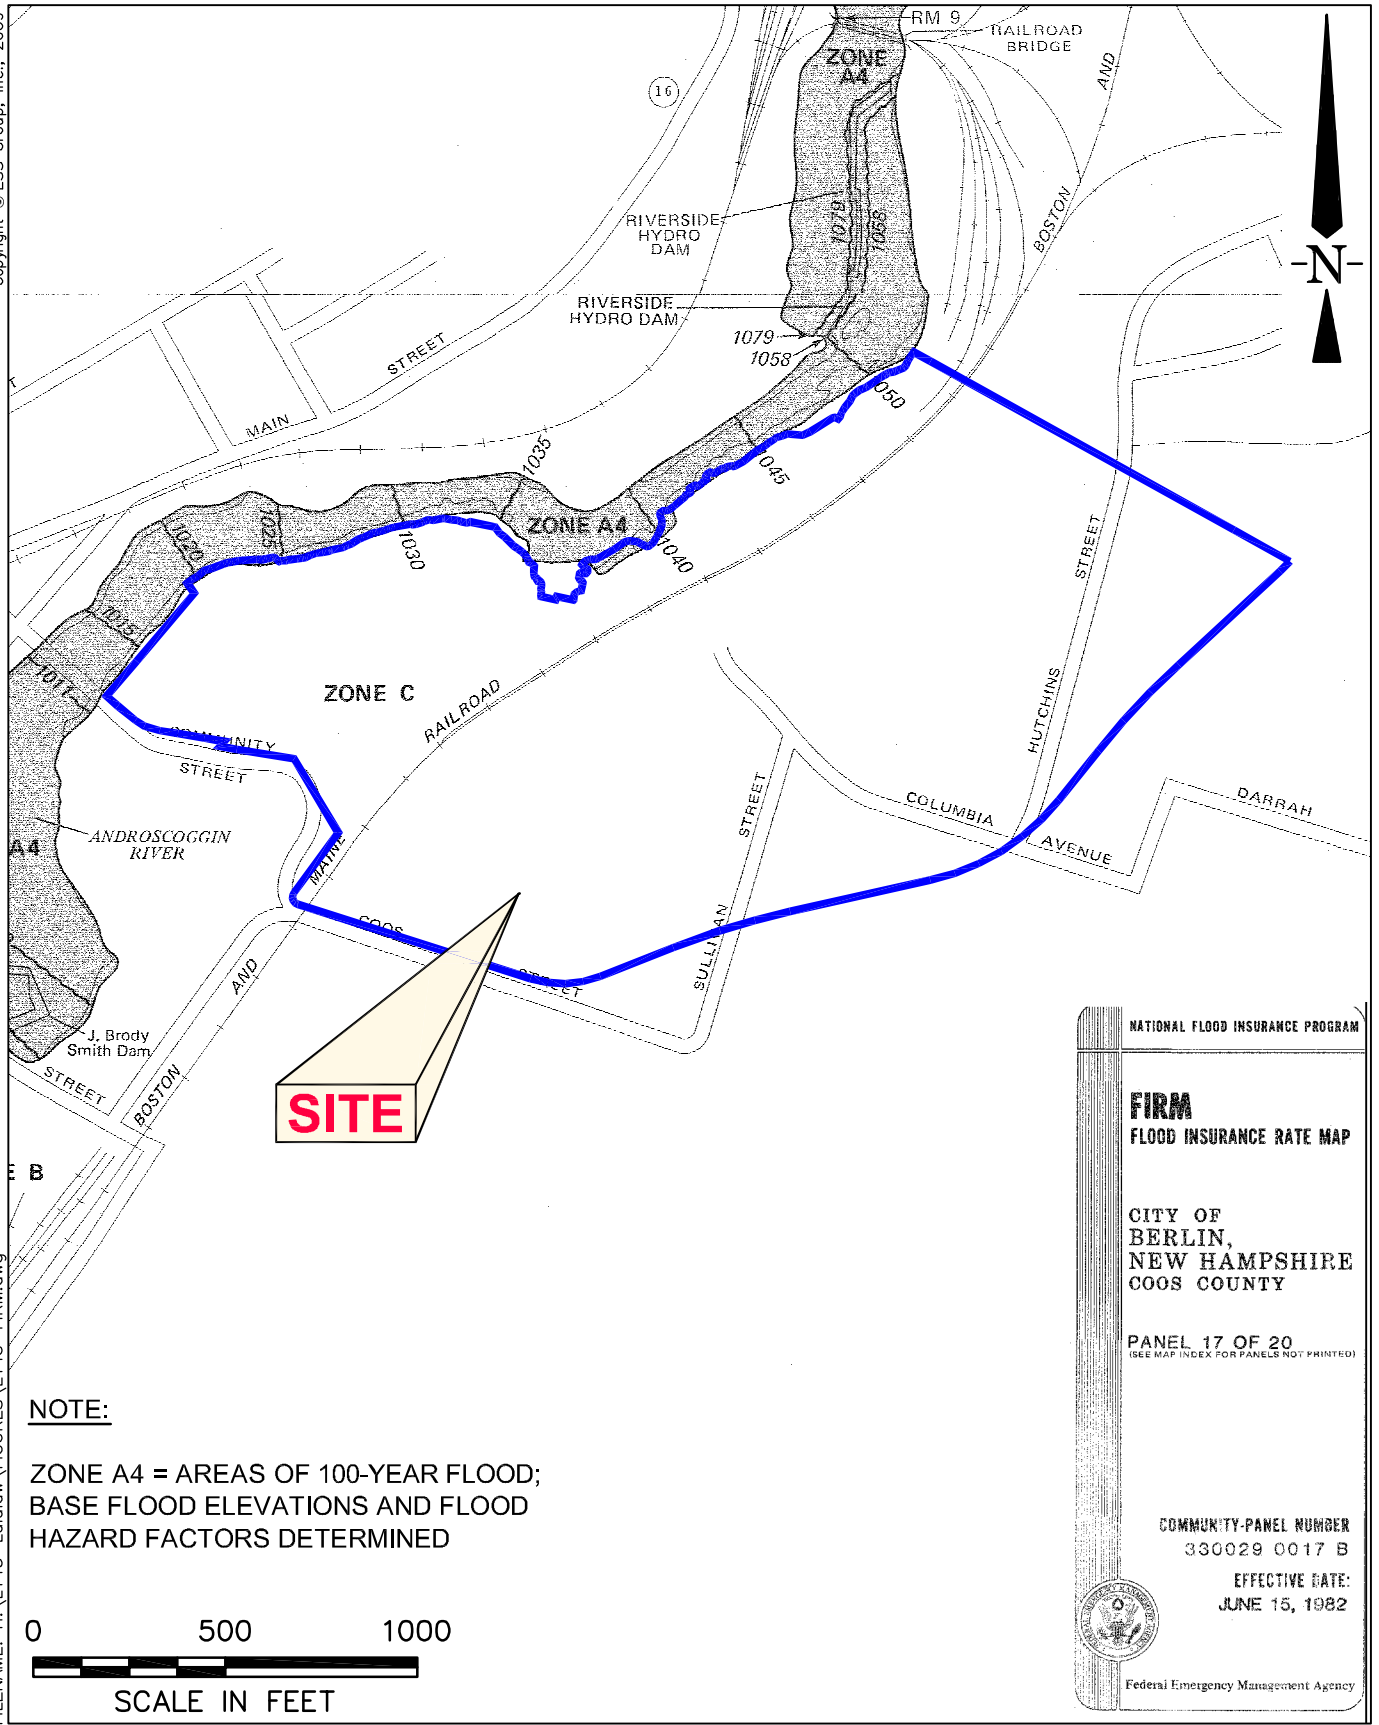 RM 9
RAILROAD
BRIDGE
ZONE
A4
16
AND
BOSTON
RIVERSIDE
HYDRO
DAM
1079
1058
RIVERSIDE
HYDRO DAM
1079
1058
STREET
MAIN
1050
1045
1035
ZONE A4
1040
1030
1025
1020
1015
1011
STREET
HUTCHINS
ZONE C
RAILROAD
COMMUNITY
STREET
ANDROSCOGGIN
RIVER
A4
MAINE
STREET
SULLIVAN
COLUMBIA
AVENUE
DARRAH
COOS
STREET
AND
BOSTON
J. Brody
Smith Dam
STREET
SITE
B
NATIONAL FLOOD INSURANCE PROGRAM
FIRM
FLOOD INSURANCE RATE MAP
CITY OF
BERLIN,
NEW HAMPSHIRE
COOS COUNTY
PANEL 17 OF 20
(SEE MAP INDEX FOR PANELS NOT PRINTED)
COMMUNITY-PANEL NUMBER
330029 0017 B
EFFECTIVE DATE:
JUNE 15, 1982
Federal Emergency Management Agency
NOTE:
ZONE A4 = AREAS OF 100-YEAR FLOOD;
BASE FLOOD ELEVATIONS AND FLOOD
HAZARD FACTORS DETERMINED
0 500 1000
SCALE IN FEET
-N-